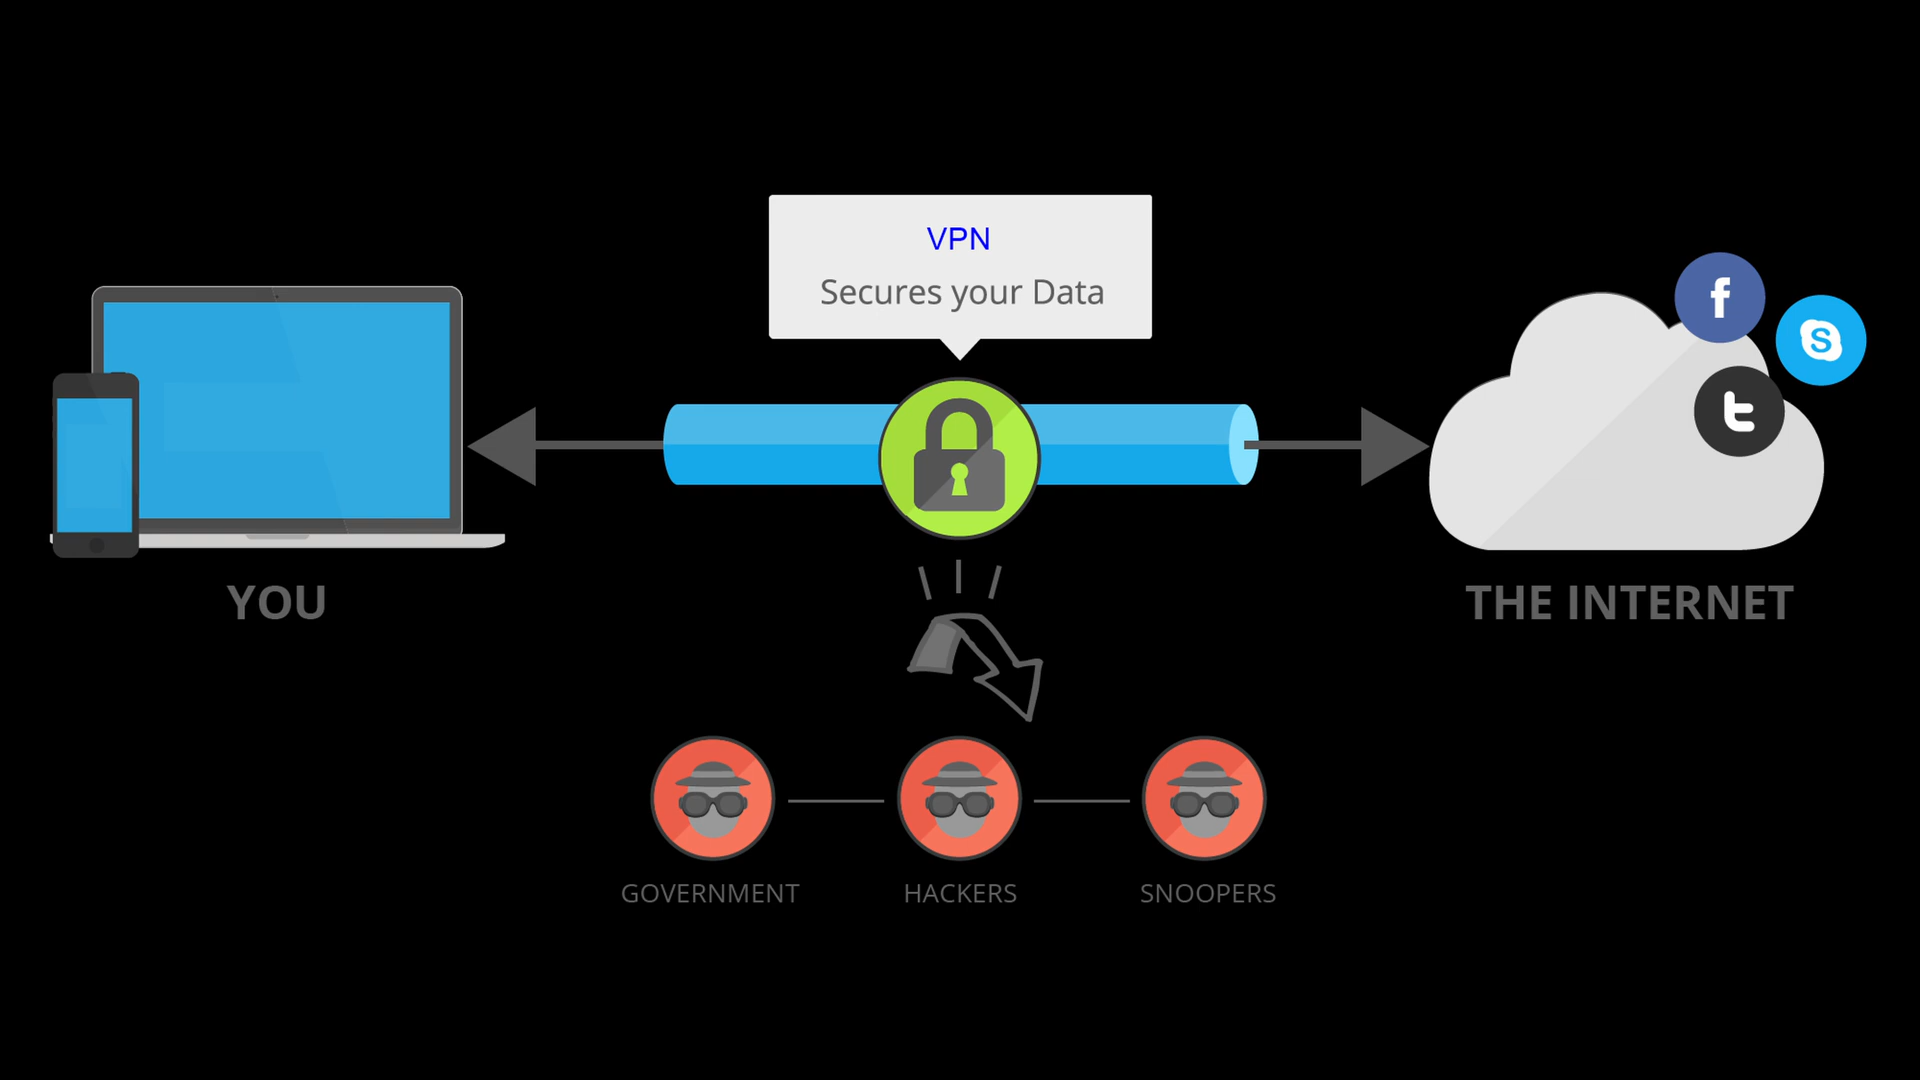 VPN
Secures your Data
f
S
t
YOU
THE INTERNET
GOVERNMENT
HACKERS
SNOOPERS